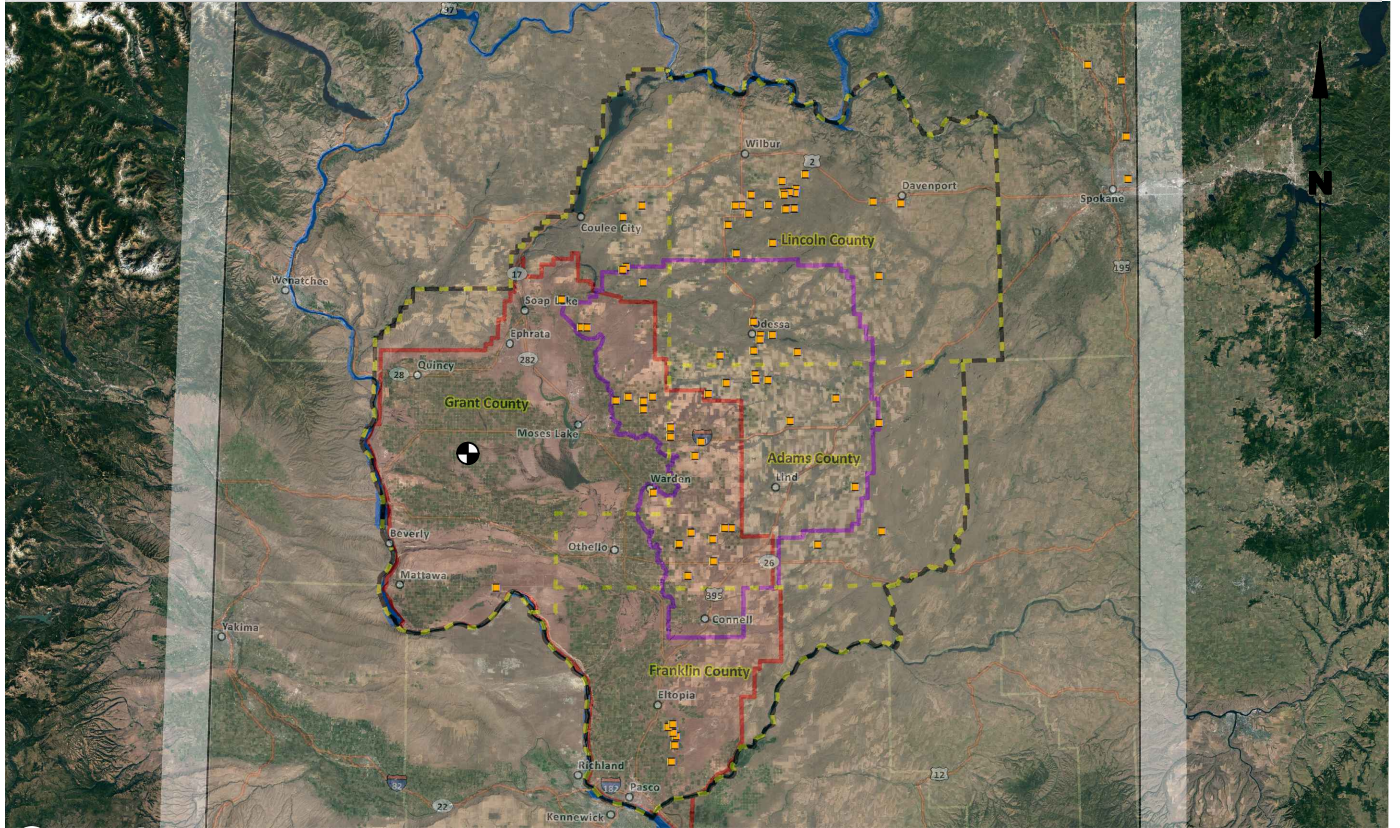 17
Wilbur
2
Davenport
Spokane
N
Coulee City
Lincoln County
195
Wenatchee
17
Soap Lake
Odessa
Ephrata
282
28
Quincy
Grant County
Moses Lake
Adams County
Warden
Lind
Beverly
Othello
26
Mattawa
395
Connell
Yakima
Franklin County
Eltopia
Richland
12
82
182
Pasco
22
Kennewick